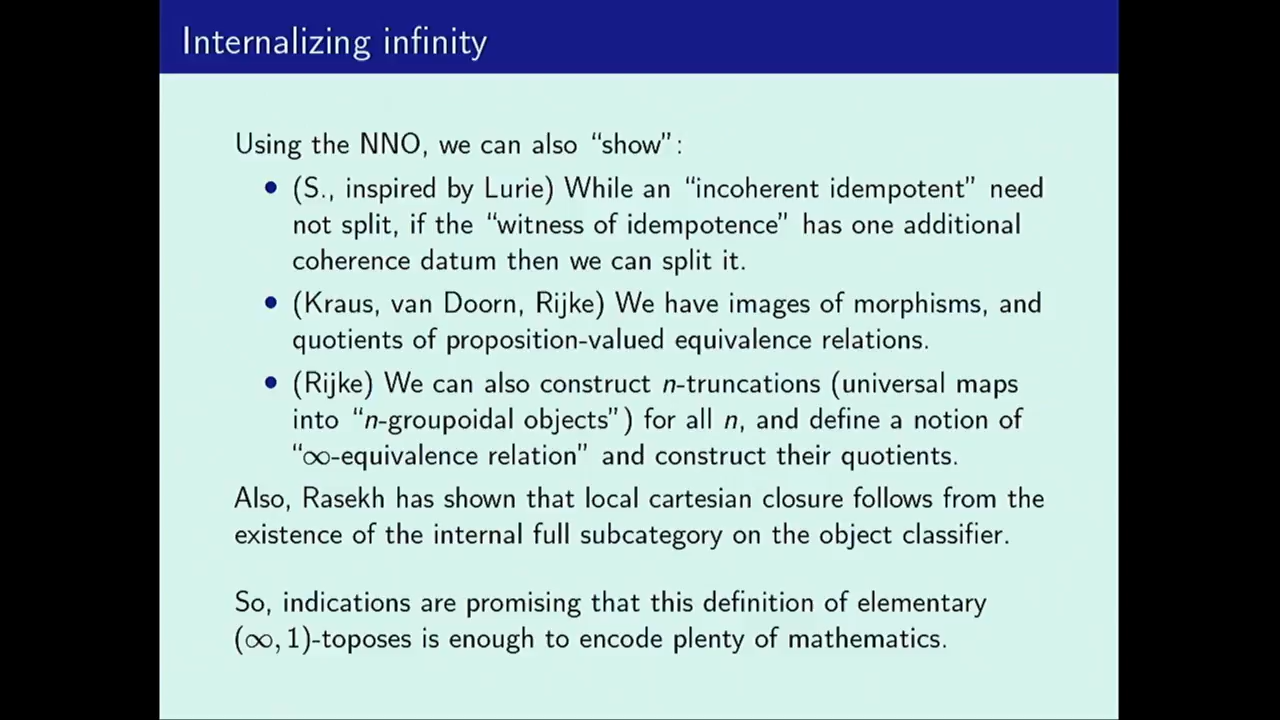 Internalizing infinity
Using the NNO, we can also “show”:
• (S., inspired by Lurie) While an “incoherent idempotent” need
not split, if the “witness of idempotence” has one additional
coherence datum then we can split it.
• (Kraus, van Doorn, Rijke) We have images of morphisms, and
quotients of proposition-valued equivalence relations.
• (Rijke) We can also construct n-truncations (universal maps
into “n-groupoidal objects”) for all n, and define a notion of
“∞-equivalence relation” and construct their quotients.
Also, Rasekh has shown that local cartesian closure follows from the
existence of the internal full subcategory on the object classifier.
So, indications are promising that this definition of elementary
(∞, 1)-toposes is enough to encode plenty of mathematics.